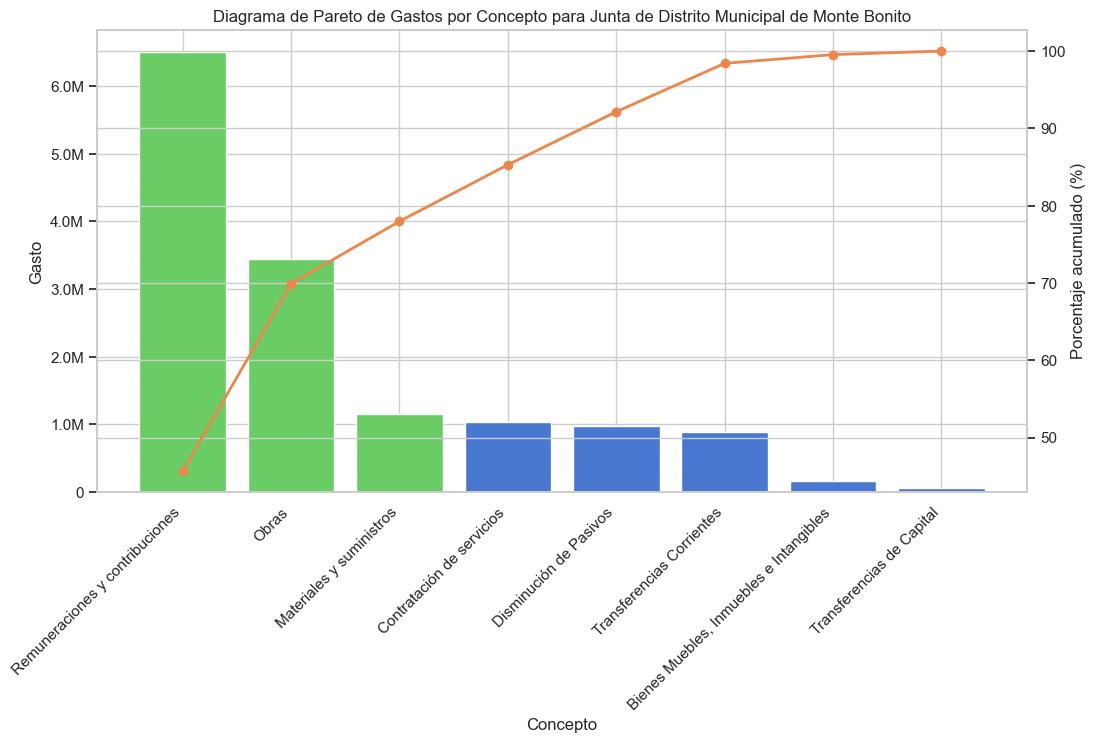 Diagrama de Pareto de Gastos por Concepto para Junta de Distrito Municipal de Monte Bonito
Gasto
6.0M
5.0M
4.0M
3.0M
2.0M
1.0M
0
100
90
80
70
60
50
Porcentaje acumulado (%)
Remuneraciones y contribuciones
Obras
Materiales y suministros
Contratación de servicios
Disminución de Pasivos
Transferencias Corrientes
Bienes Muebles, Inmuebles e Intangibles
Transferencias de Capital
Concepto